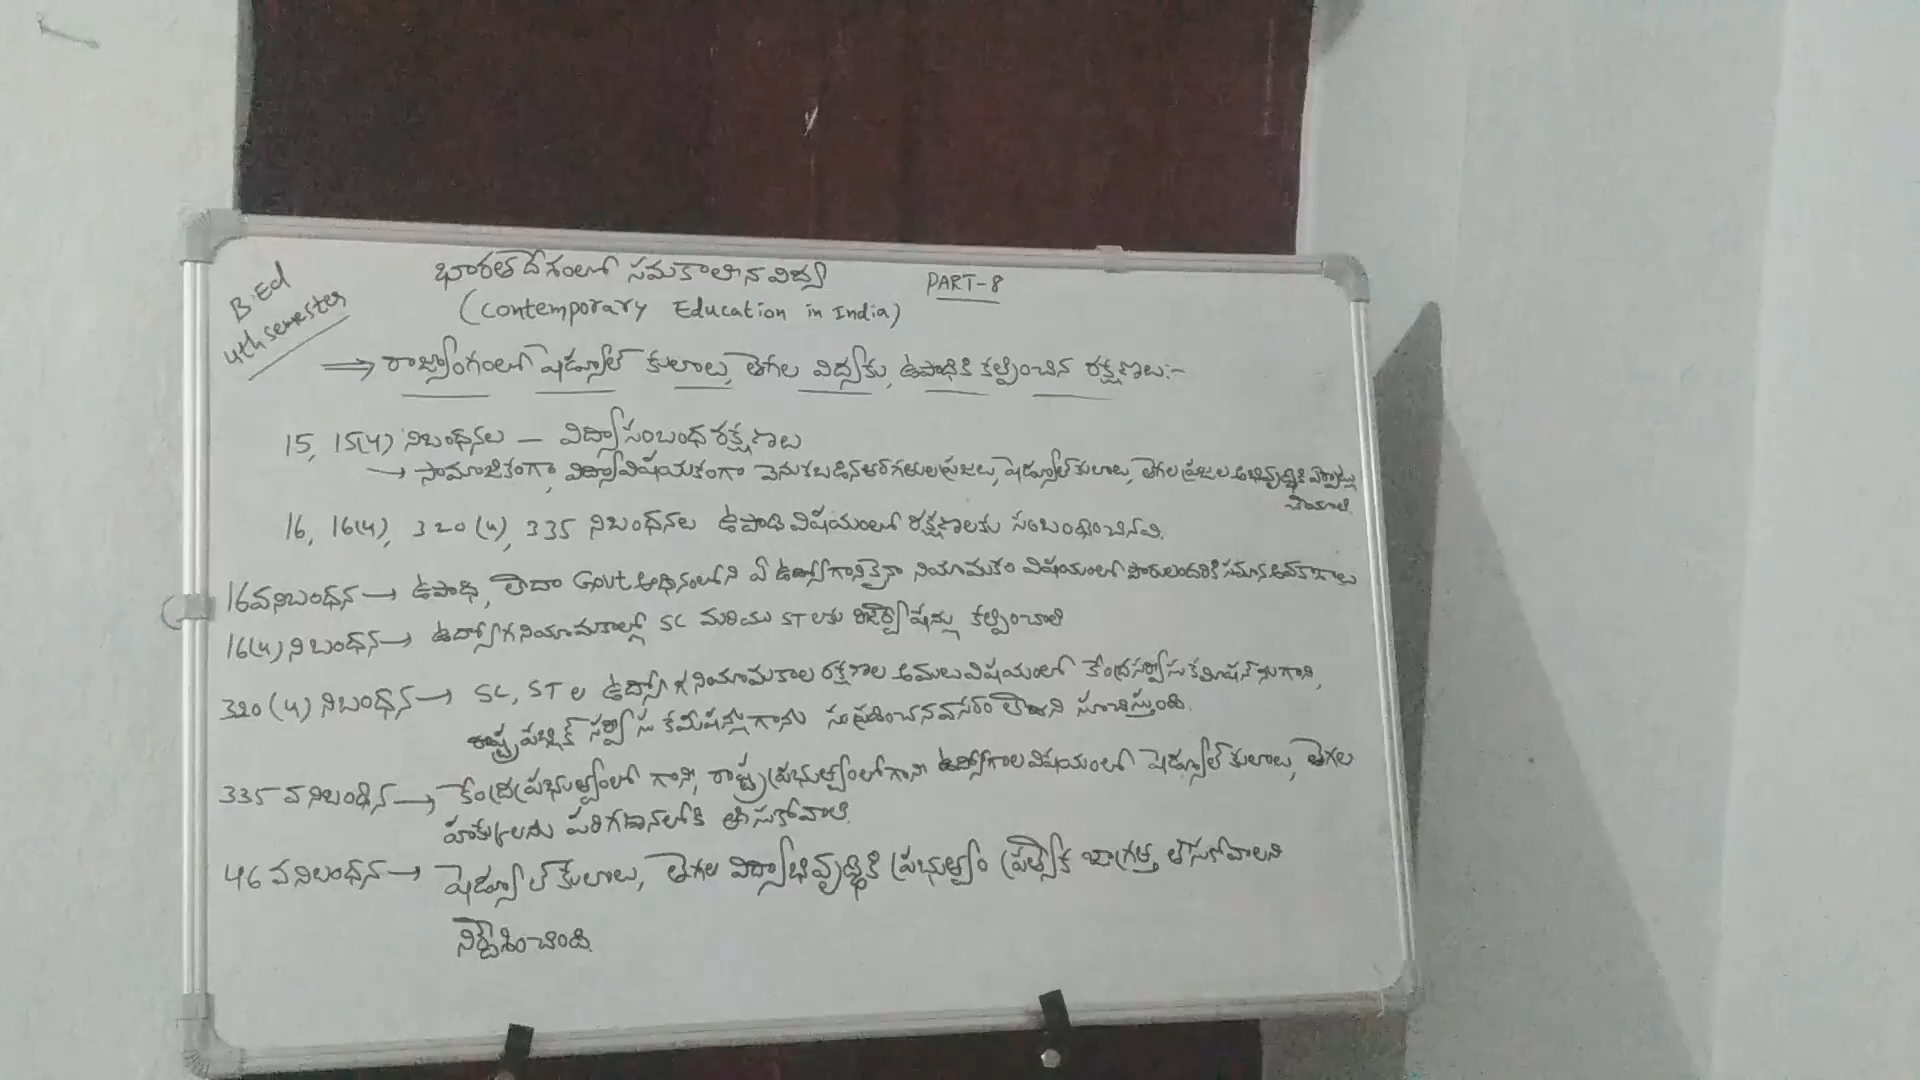 B.Ed
4th semester
భారతదేశంలో సమకాలీన విద్య
PART-8
(Contemporary Education in India)
⇒ రాజ్యాంగంలో షెడ్యూల్ కులాలు, తెగల విద్యకు, ఉపాధికి కల్పించిన రక్షణలు:-
15, 15(4) నిబంధనలు – విద్యాసంబంధ రక్షణలు
→ సామాజికంగా, విద్యావిషయకంగా వెనుకబడిన తరగతుల ప్రజలు, షెడ్యూల్ కులాలు, తెగల ప్రజల అభివృద్ధికి ఏర్పాట్లు
చేయాలి.
16, 16(4), 320(4), 335 నిబంధనలు ఉపాధి విషయంలో రక్షణలకు సంబంధించినవి.
16వ నిబంధన → ఉపాధి, లేదా Govt ఆధీనంలోని ఏ ఉద్యోగానికైనా నియామకం విషయంలో పౌరులందరికి సమాన అవకాశాలు
16(4) నిబంధన → ఉద్యోగ నియామకాల్లో SC మరియు ST లకు రిజర్వేషన్లు కల్పించాలి
320(4) నిబంధన → SC, ST ల ఉద్యోగ నియామకాల రక్షణల అమలు విషయంలో కేంద్ర సర్వీసు కమిషన్ ను గాని,
రాష్ట్ర పబ్లిక్ సర్వీసు కమీషన్లు గాను సంప్రదించనవసరం లేదని సూచిస్తుంది.
335 వ నిబంధన → కేంద్ర ప్రభుత్వంలో గాని, రాష్ట్ర ప్రభుత్వంలో గాని ఉద్యోగాల విషయంలో షెడ్యూల్ కులాలు, తెగల
హక్కులను పరిగణనలోకి తీసుకోవాలి.
46 వ నిబంధన → షెడ్యూల్ కులాలు, తెగల విద్యాభివృద్ధికి ప్రభుత్వం ప్రత్యేక జాగ్రత్త తీసుకోవాలని
నిర్దేశించింది.